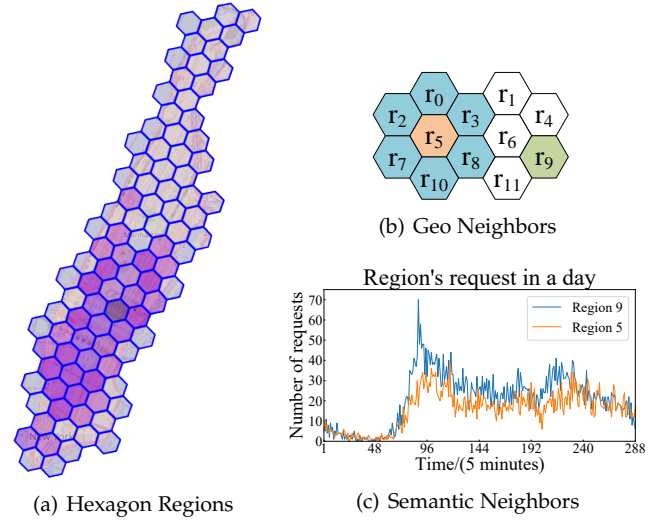 r0
r1
r2
r3
r4
r5
r6
r7
r8
r9
r10
r11
(b) Geo Neighbors
Region's request in a day
Number of requests
70
60
50
40
30
20
10
0
Region 9
Region 5
1 48 96 144 192 240 288
Time/(5 minutes)
New York
(a) Hexagon Regions
(c) Semantic Neighbors